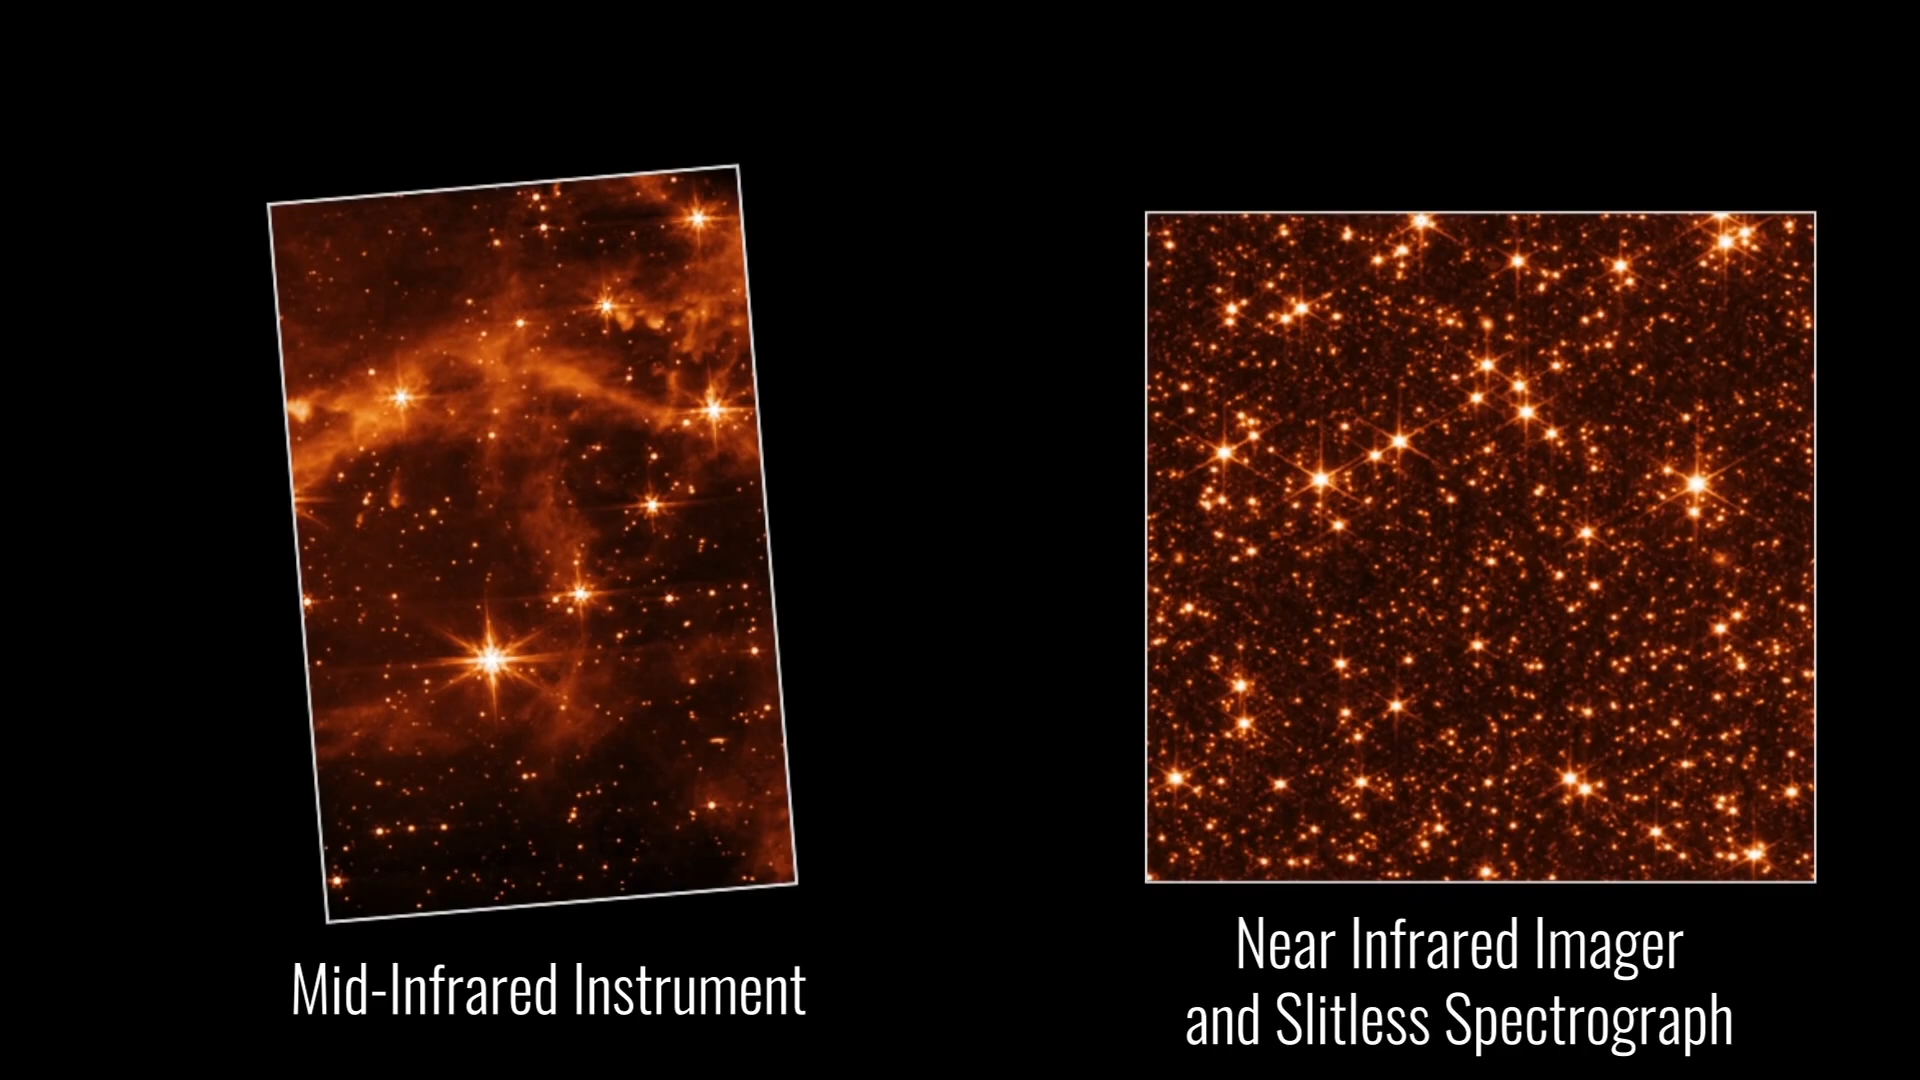 Mid-Infrared Instrument
Near Infrared Imager
and Slitless Spectrograph